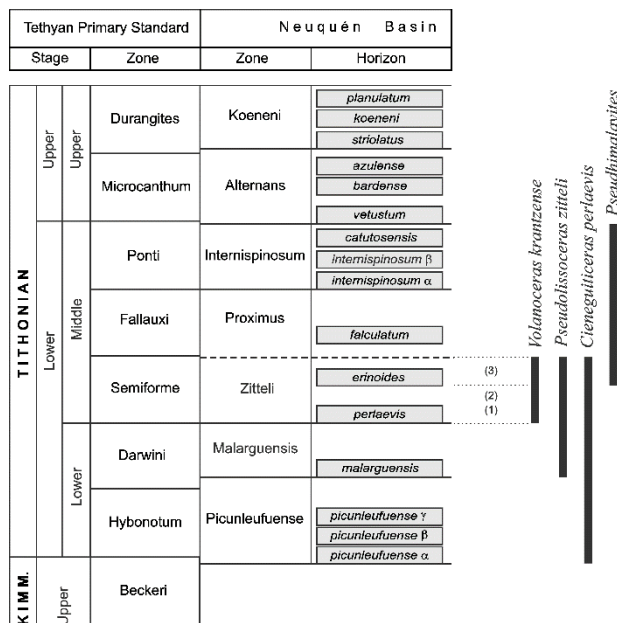 Tethyan Primary Standard
Neuquén Basin
Stage
Zone
Zone
Horizon
TITHONIAN
KIMM.
Upper
Lower
Upper
Upper
Middle
Lower
Durangites
Microcanthum
Ponti
Fallauxi
Semiforme
Darwini
Hybonotum
Beckeri
Koeneni
Alternans
Internispinosum
Proximus
Zitteli
Malarguensis
Picunleufuense
planulatum
koeneni
striolatus
azulense
bardense
vetustum
catutosensis
internispinosum β
internispinosum α
falculatum
erinoides
perlaevis
malarguensis
picunleufuense γ
picunleufuense β
picunleufuense α
(3)
(2)
(1)
Volanoceras krantzense
Pseudolissoceras zitteli
Cieneguiticeras perlaevis
Pseudhimalayites